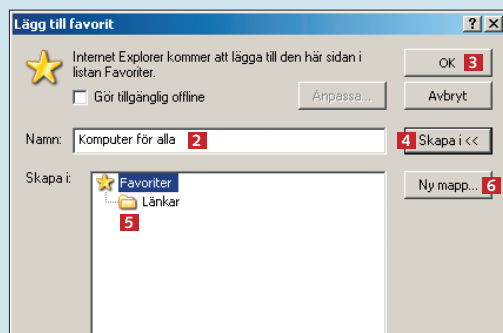 Lägg till favorit
Internet Explorer kommer att lägga till den här sidan i
listan Favoriter.
OK 3
Gör tillgänglig offline
Anpassa...
Avbryt
Namn: Komputer för alla 2
4 Skapa i <<
Skapa i:
Favoriter
Ny mapp... 6
Länkar
5